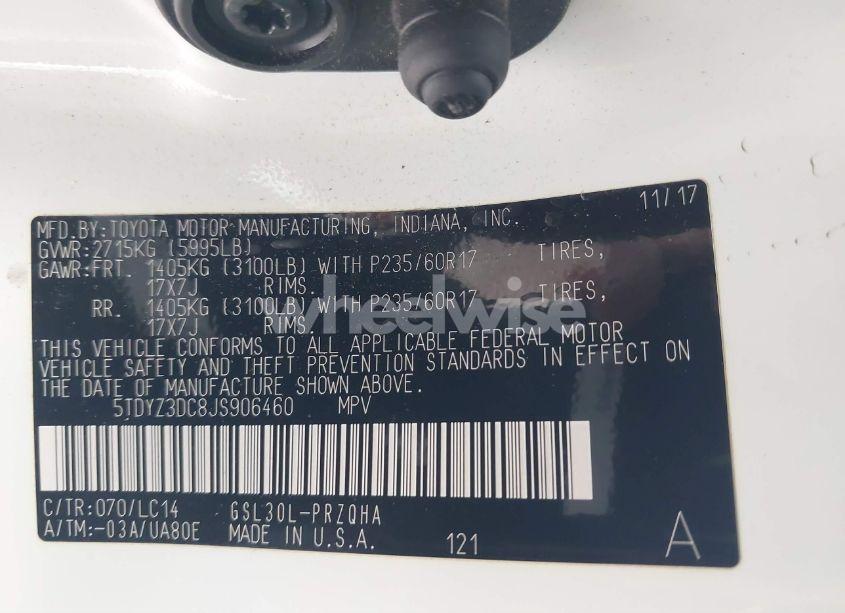 11/17
MFD.BY:TOYOTA MOTOR MANUFACTURING, INDIANA, INC.
GVWR:2715KG (5995LB)
GAWR:FRT. 1405KG (3100LB) WITH P235/60R17 TIRES,
17X7J RIMS.
RR. 1405KG (3100LB) WITH P235/60R17 TIRES,
17X7J RIMS.
wheelwise
THIS VEHICLE CONFORMS TO ALL APPLICABLE FEDERAL MOTOR
VEHICLE SAFETY AND THEFT PREVENTION STANDARDS IN EFFECT ON
THE DATE OF MANUFACTURE SHOWN ABOVE.
5TDYZ3DC8JS906460 MPV
C/TR:070/LC14 GSL30L-PRZQHA
A/TM:-03A/UA80E MADE IN U.S.A. 121 A